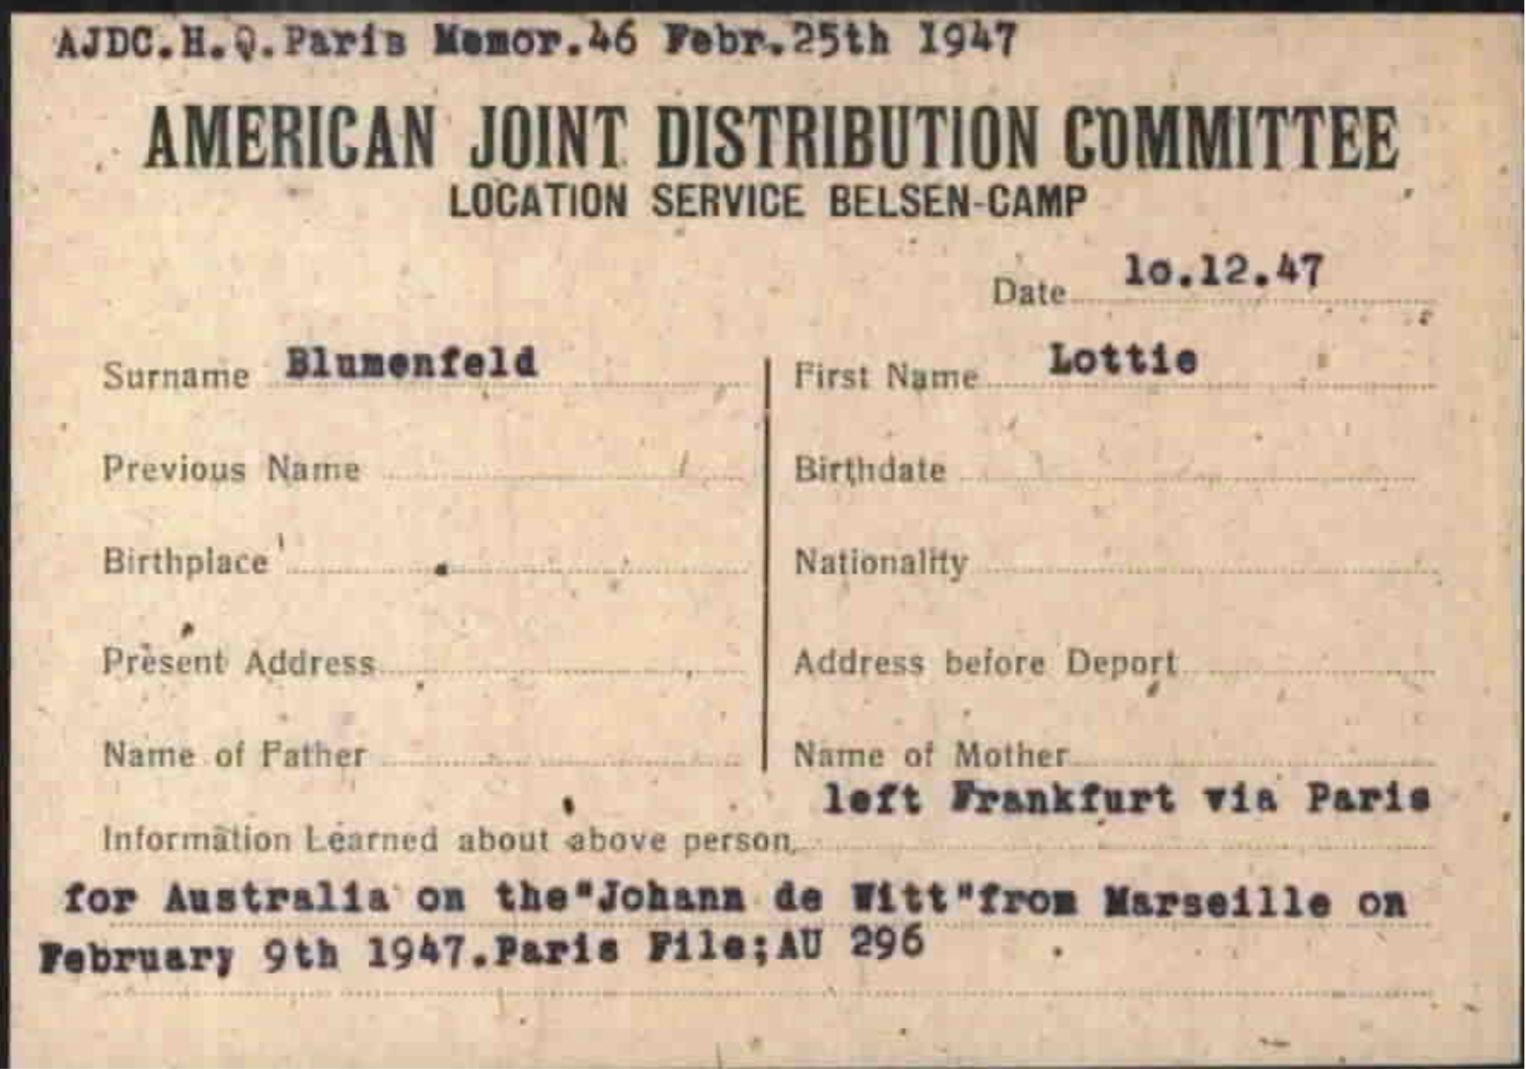 AJDC.H.Q.Paris Memor.46 Febr.25th 1947
AMERICAN JOINT DISTRIBUTION COMMITTEE
LOCATION SERVICE BELSEN-CAMP
Date 10.12.47
Surname Blumenfeld First Name Lottie
Previous Name Birthdate
Birthplace Nationality
Present Address Address before Deport
Name of Father Name of Mother
left Frankfurt via Paris
Information Learned about above person
for Australia on the"Johann de Witt"from Marseille on
February 9th 1947.Paris File;AU 296